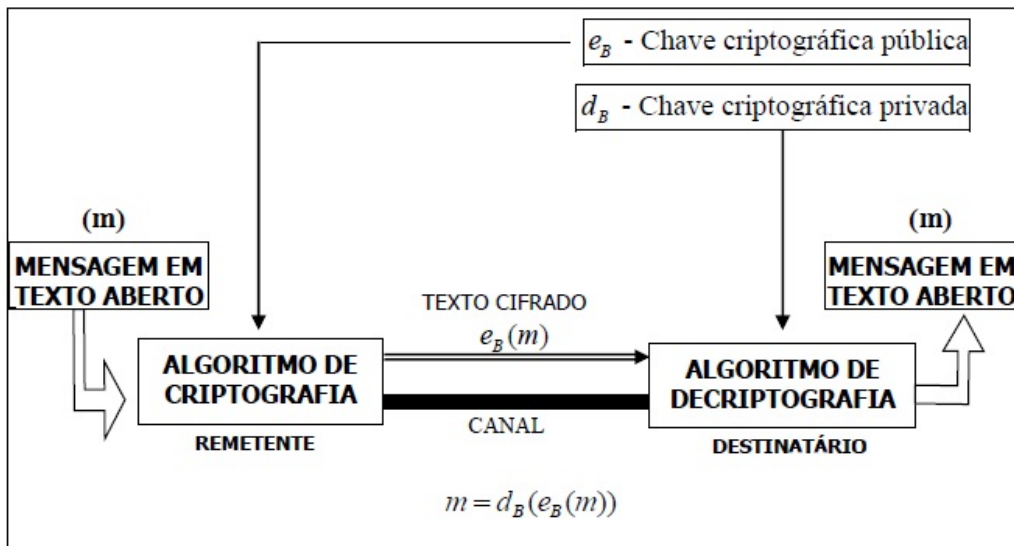 e_B - Chave criptográfica pública
d_B - Chave criptográfica privada
(m)
MENSAGEM EM
TEXTO ABERTO
(m)
MENSAGEM EM
TEXTO ABERTO
TEXTO CIFRADO
e_B(m)
ALGORITMO DE
CRIPTOGRAFIA
REMETENTE
CANAL
ALGORITMO DE
DECRIPTOGRAFIA
DESTINATÁRIO
m = d_B(e_B(m))